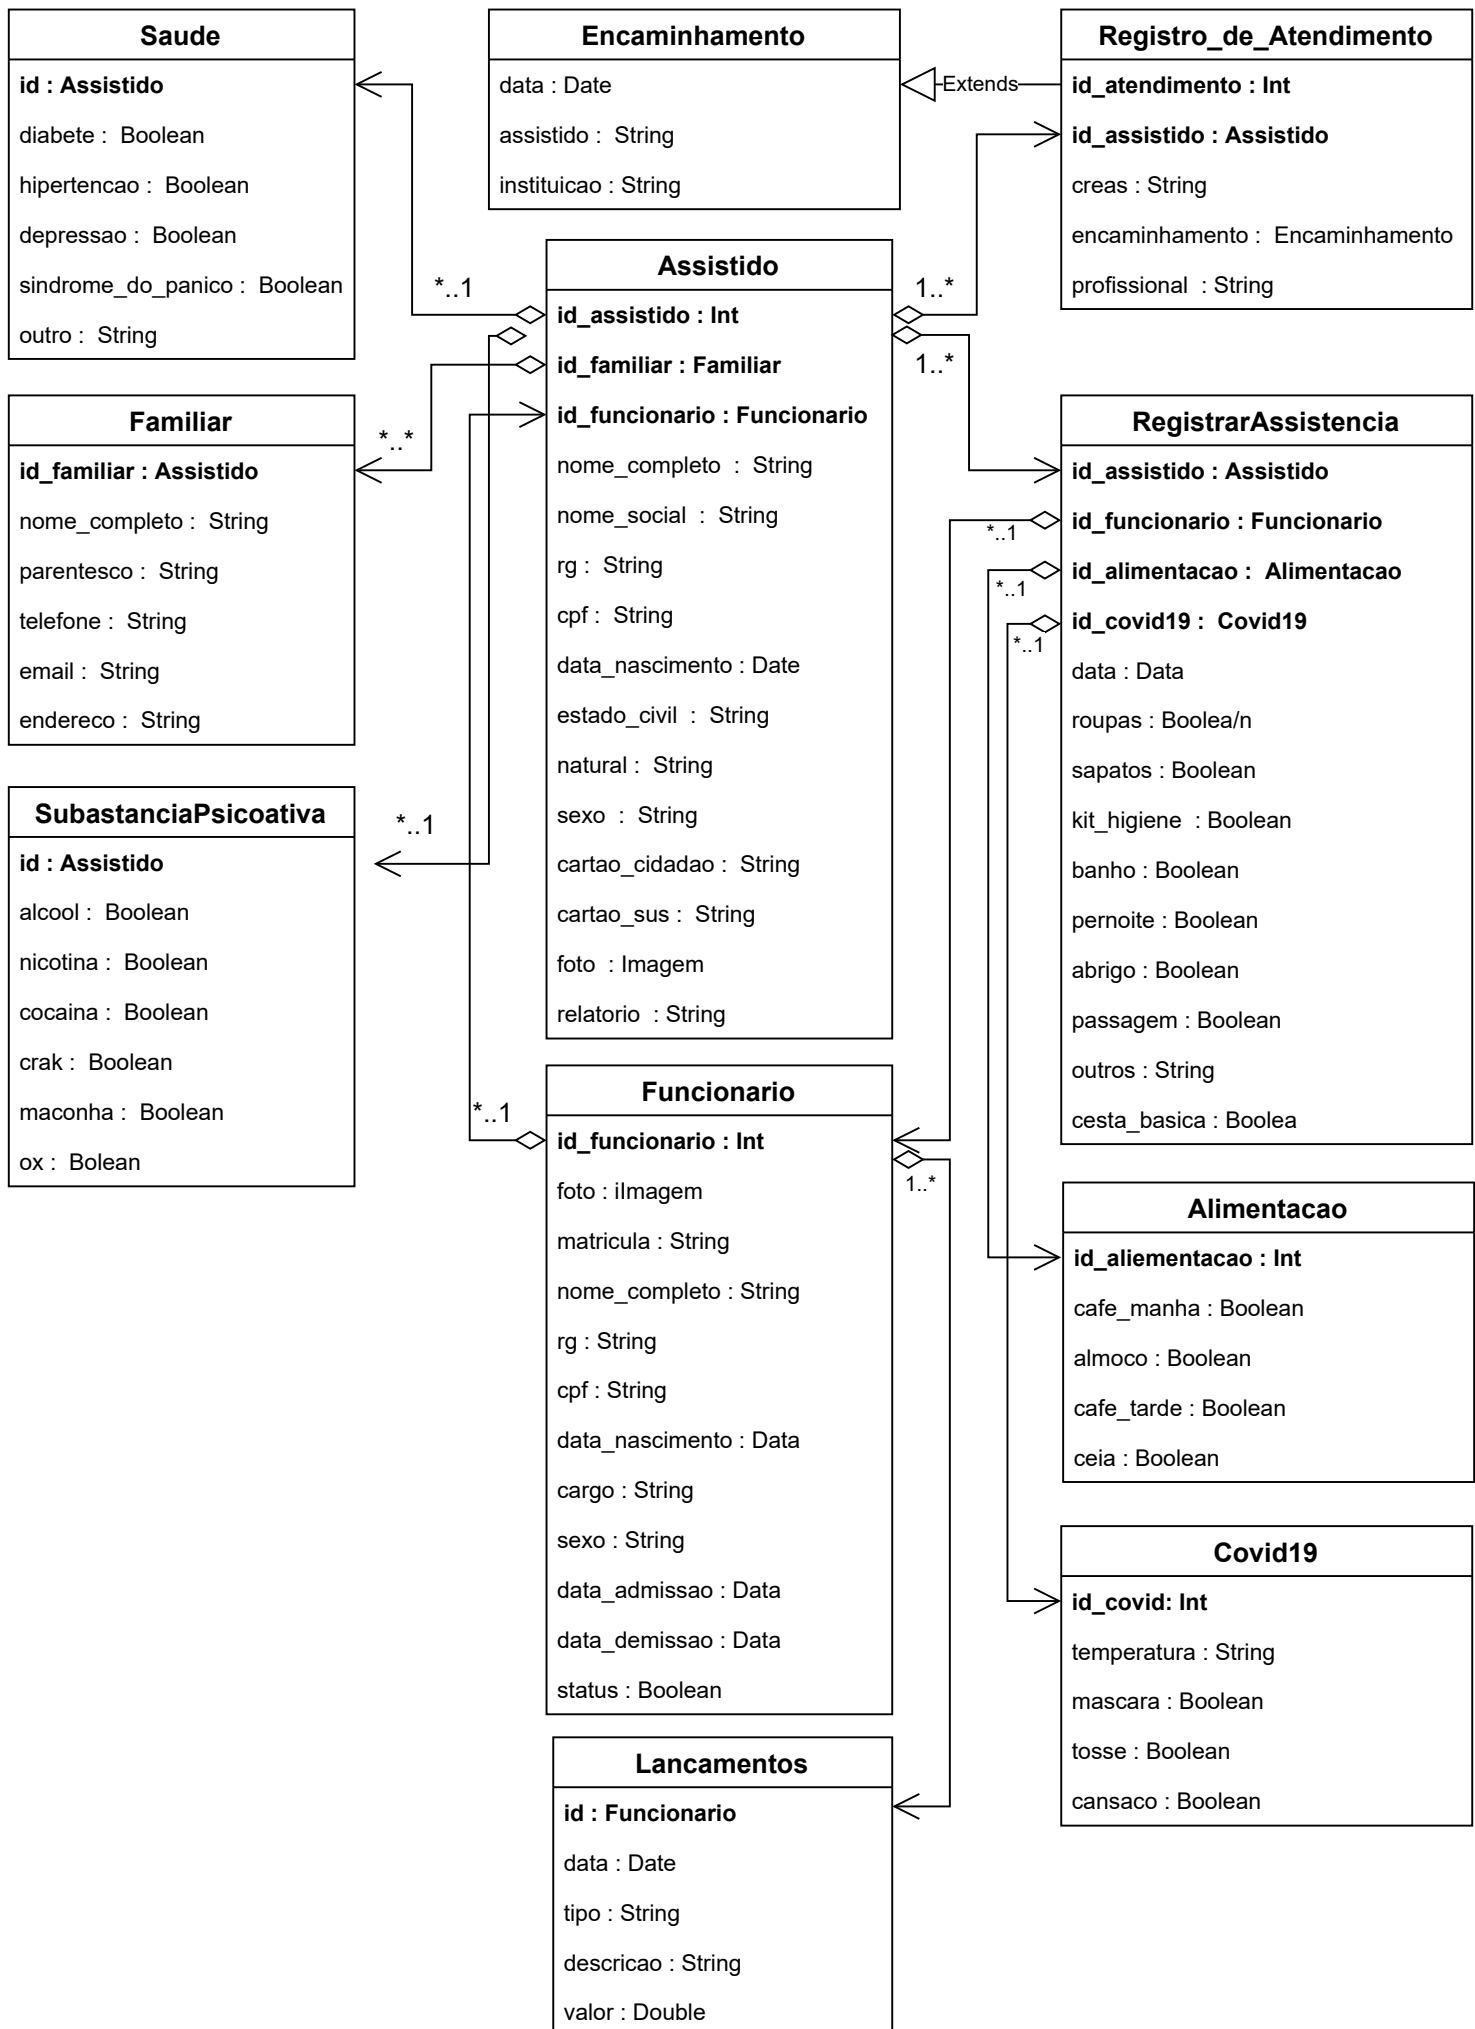 Saude
id : Assistido
diabete :  Boolean
hipertencao :  Boolean
depressao :  Boolean
sindrome_do_panico :  Boolean
outro :  String
Encaminhamento
data : Date
assistido :  String
instituicao : String
Extends
Registro_de_Atendimento
id_atendimento : Int
id_assistido : Assistido
creas : String
encaminhamento :  Encaminhamento
profissional  : String
*..1
1..*
1..*
*..*
Assistido
id_assistido : Int
id_familiar : Familiar
id_funcionario : Funcionario
nome_completo  :  String
nome_social  :  String
rg :  String
cpf :  String
data_nascimento : Date
estado_civil  :  String
natural :  String
sexo  :  String
cartao_cidadao :  String
cartao_sus :  String
foto  : Imagem
relatorio  : String
Familiar
id_familiar : Assistido
nome_completo :  String
parentesco :  String
telefone :  String
email :  String
endereco :  String
RegistrarAssistencia
id_assistido : Assistido
id_funcionario : Funcionario
id_alimentacao :  Alimentacao
id_covid19 :  Covid19
data : Data
roupas : Boolea/n
sapatos : Boolean
kit_higiene  : Boolean
banho : Boolean
pernoite : Boolean
abrigo : Boolean
passagem : Boolean
outros : String
cesta_basica : Boolea
*..1
*..1
*..1
SubastanciaPsicoativa
id : Assistido
alcool :  Boolean
nicotina :  Boolean
cocaina :  Boolean
crak :  Boolean
maconha :  Boolean
ox :  Bolean
*..1
*..1
1..*
Funcionario
id_funcionario : Int
foto : iImagem
matricula : String
nome_completo : String
rg : String
cpf : String
data_nascimento : Data
cargo : String
sexo : String
data_admissao : Data
data_demissao : Data
status : Boolean
Alimentacao
id_aliementacao : Int
cafe_manha : Boolean
almoco : Boolean
cafe_tarde : Boolean
ceia : Boolean
Covid19
id_covid: Int
temperatura : String
mascara : Boolean
tosse : Boolean
cansaco : Boolean
Lancamentos
id : Funcionario
data : Date
tipo : String
descricao : String
valor : Double